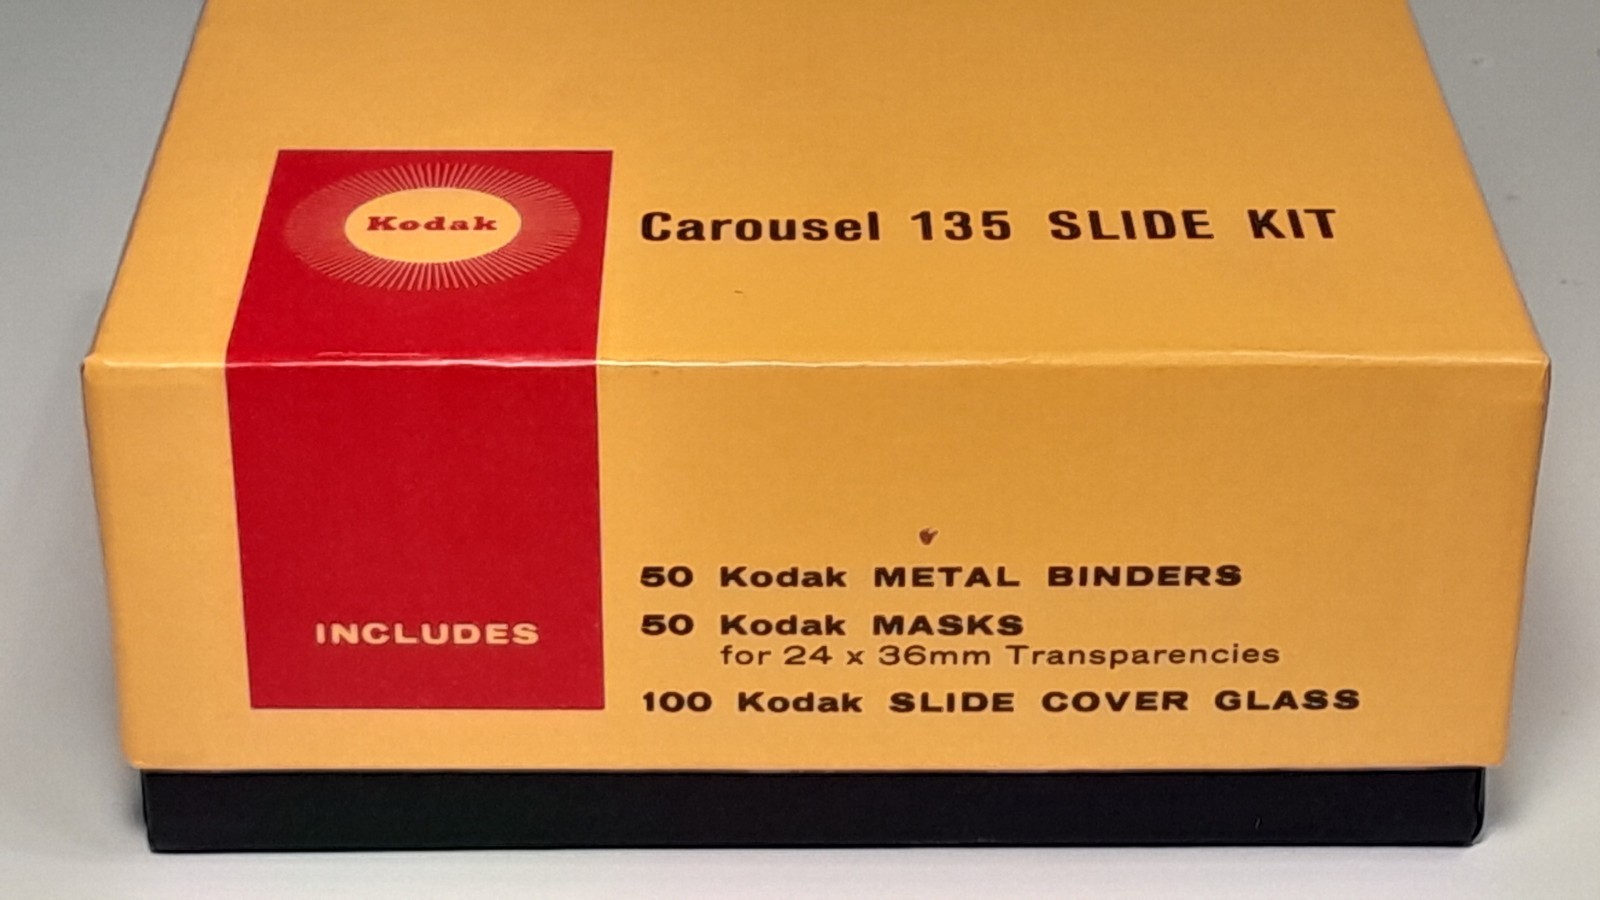 Kodak
Carousel 135 SLIDE KIT
INCLUDES
50 Kodak METAL BINDERS
50 Kodak MASKS
for 24 x 36mm Transparencies
100 Kodak SLIDE COVER GLASS